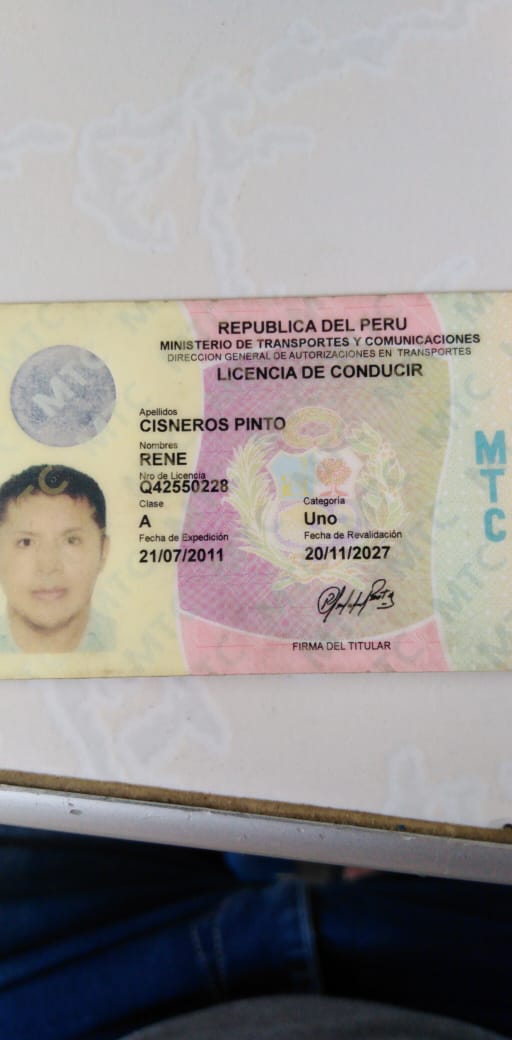 REPUBLICA DEL PERU
MINISTERIO DE TRANSPORTES Y COMUNICACIONES
DIRECCION GENERAL DE AUTORIZACIONES EN TRANSPORTES
LICENCIA DE CONDUCIR
Apellidos
CISNEROS PINTO
Nombres
RENE
Nro de Licencia
Q42550228
Clase
A
Categoría
Uno
Fecha de Expedición
21/07/2011
Fecha de Revalidación
20/11/2027
FIRMA DEL TITULAR
MTC